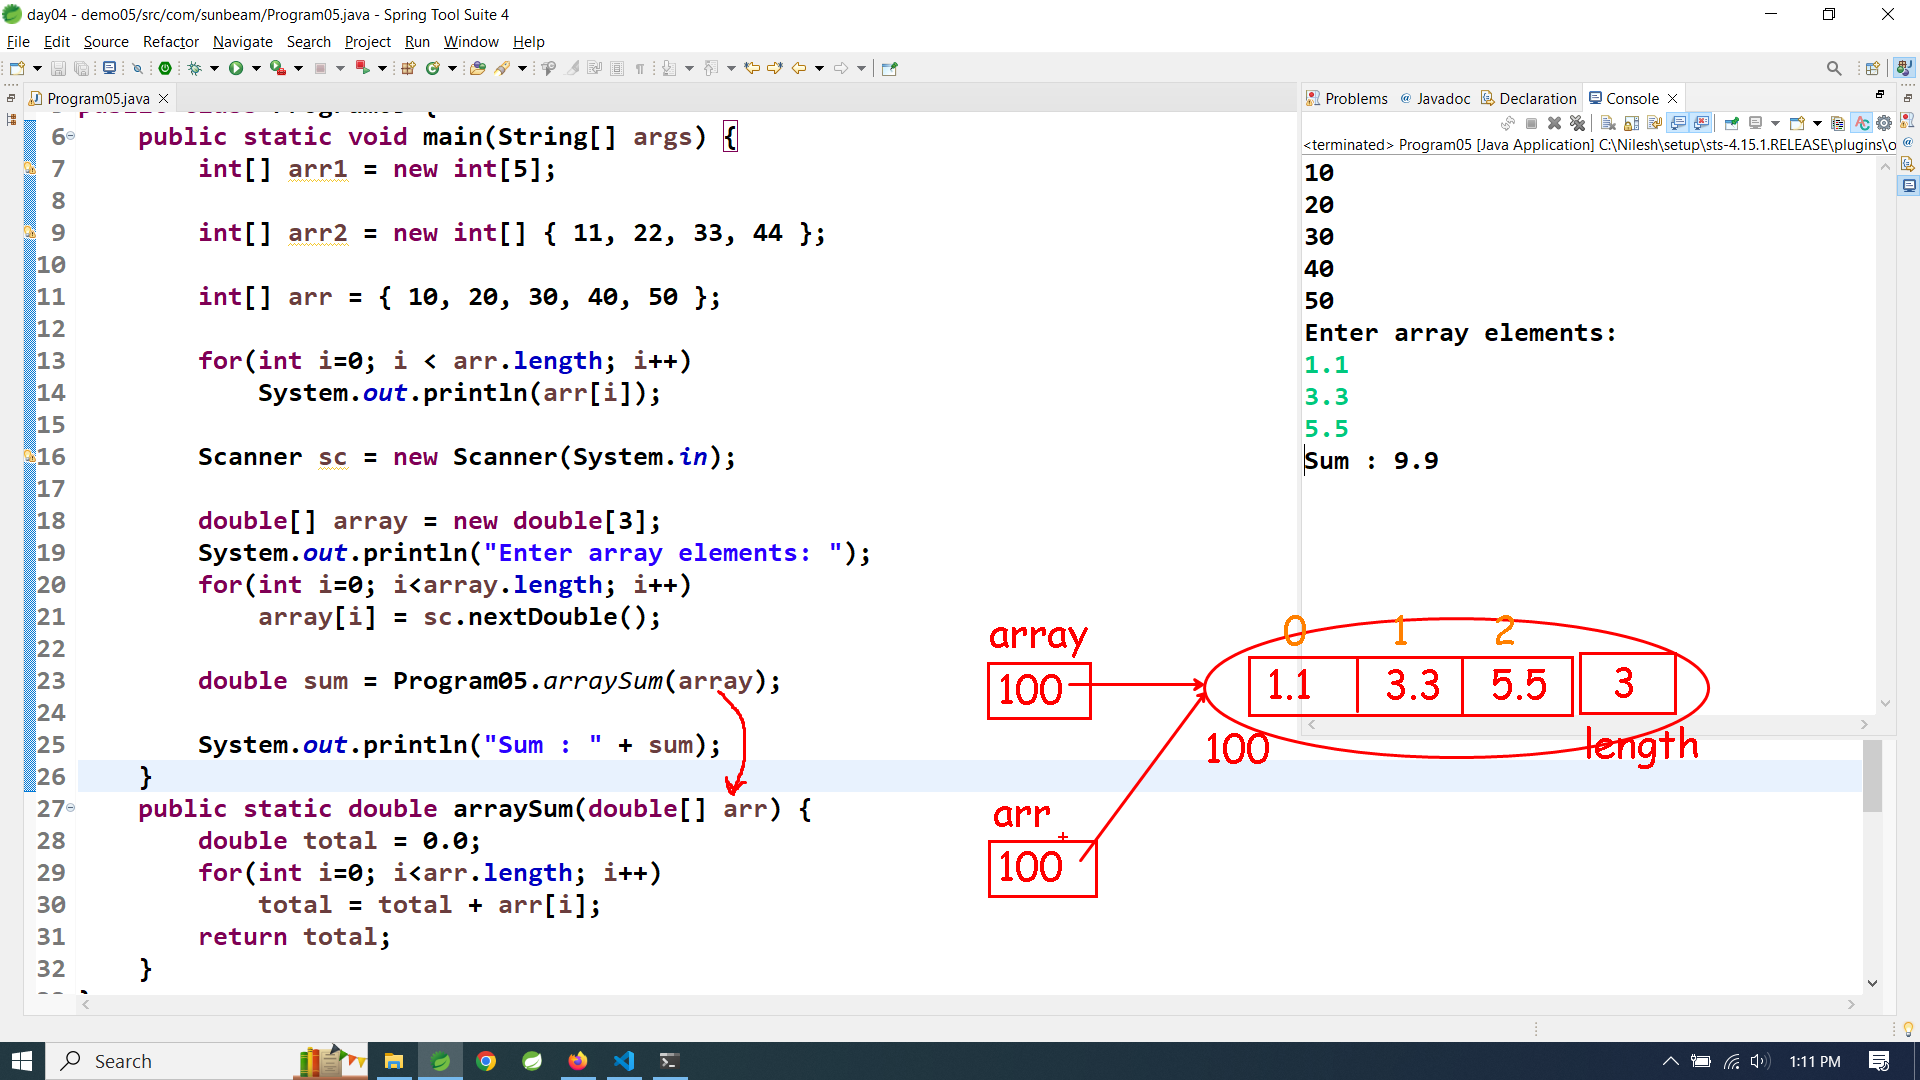 day04 - demo05/src/com/sunbeam/Program05.java - Spring Tool Suite 4
File Edit Source Refactor Navigate Search Project Run Window Help
Program05.java
6 public static void main(String[] args) {
7 int[] arr1 = new int[5];
8
9 int[] arr2 = new int[] { 11, 22, 33, 44 };
10
11 int[] arr = { 10, 20, 30, 40, 50 };
12
13 for(int i=0; i < arr.length; i++)
14 System.out.println(arr[i]);
15
16 Scanner sc = new Scanner(System.in);
17
18 double[] array = new double[3];
19 System.out.println("Enter array elements: ");
20 for(int i=0; i<array.length; i++)
21 array[i] = sc.nextDouble();
22
23 double sum = Program05.arraySum(array);
24
25 System.out.println("Sum : " + sum);
26 }
27 public static double arraySum(double[] arr) {
28 double total = 0.0;
29 for(int i=0; i<arr.length; i++)
30 total = total + arr[i];
31 return total;
32 }
Problems Javadoc Declaration Console
<terminated> Program05 [Java Application] C:\Nilesh\setup\sts-4.15.1.RELEASE\plugins\o
10
20
30
40
50
Enter array elements:
1.1
3.3
5.5
Sum : 9.9
array
0 1 2
100
1.1 3.3 5.5 3
100
length
arr
100
Search
1:11 PM